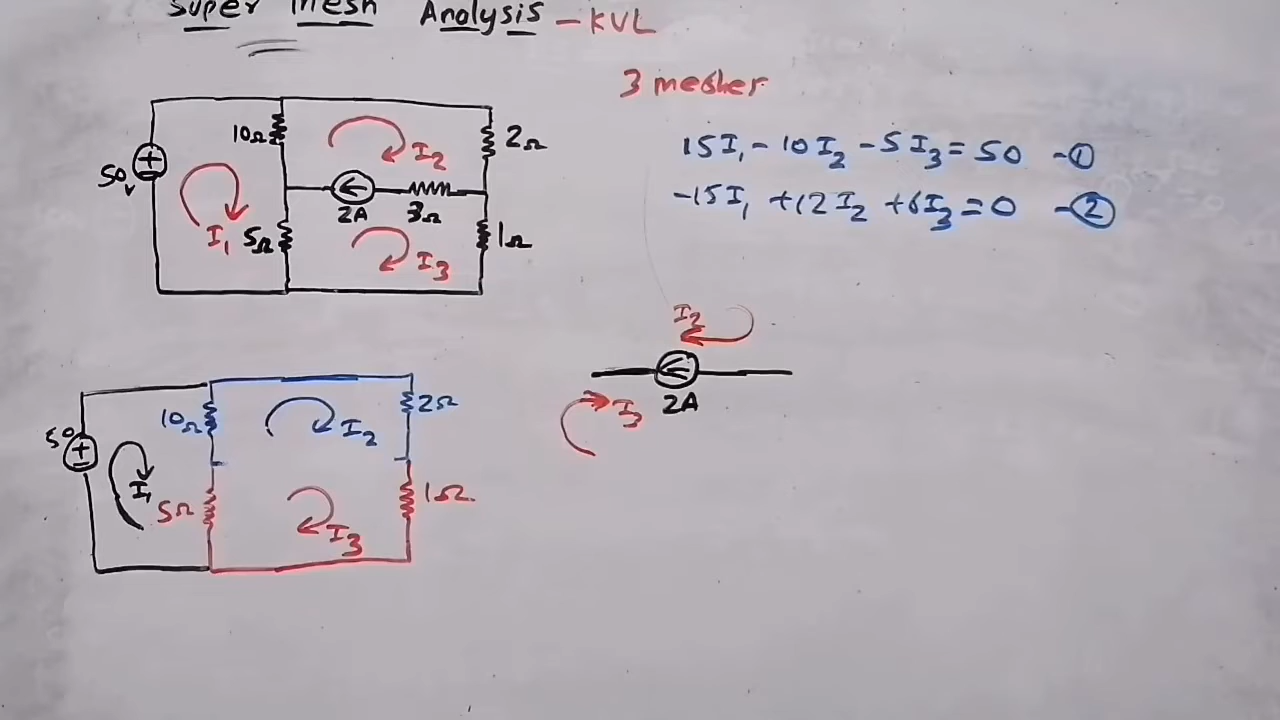 Super Mesh Analysis - KVL
3 meshes
15I₁ - 10I₂ - 5I₃ = 50 -①
-15I₁ + 12I₂ + 6I₃ = 0 -②
10Ω
I₂
2Ω
50V
2A
3Ω
I₁
5Ω
I₃
1Ω
I₂
I₃
2A
10Ω
I₂
2Ω
50
I₁
5Ω
I₃
1Ω